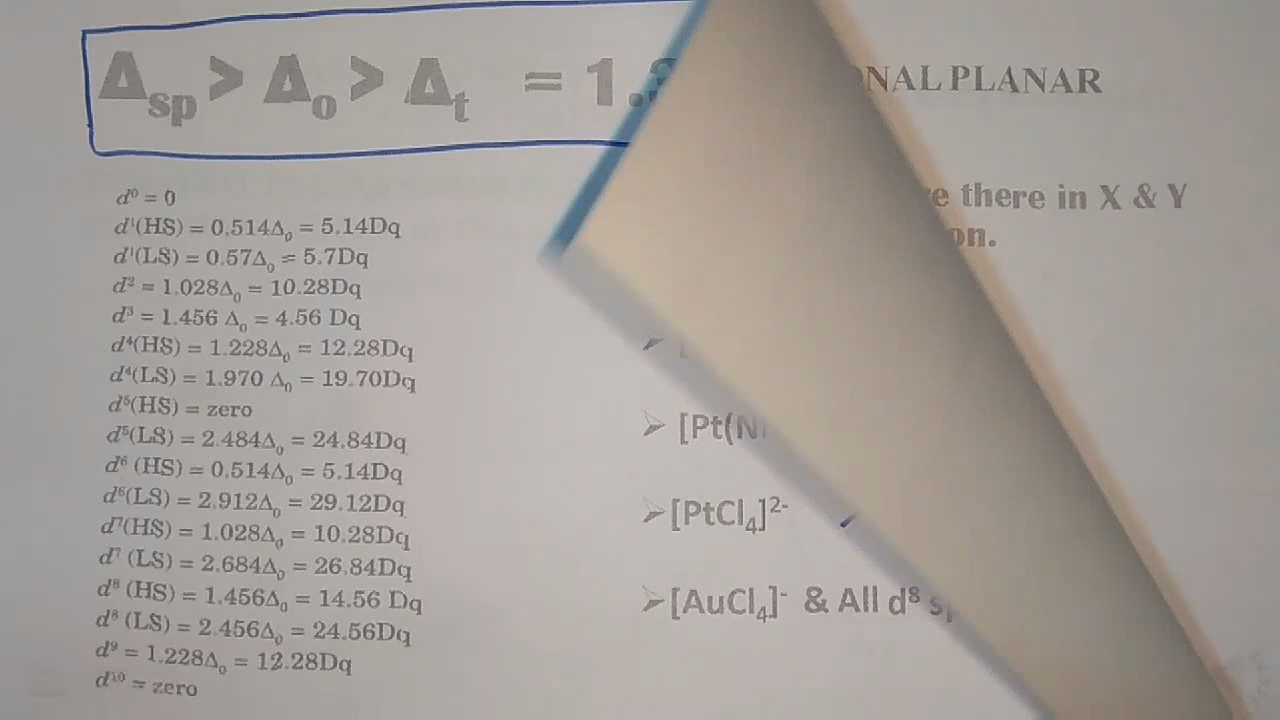 Δsp > Δo > Δt = 1.
NAL PLANAR
d⁰ = 0
d¹(HS) = 0.514Δ₀ = 5.14Dq
d¹(LS) = 0.57Δ₀ = 5.7Dq
d² = 1.028Δ₀ = 10.28Dq
d³ = 1.456 Δ₀ = 4.56 Dq
d⁴(HS) = 1.228Δ₀ = 12.28Dq
d⁴(LS) = 1.970 Δ₀ = 19.70Dq
d⁵(HS) = zero
d⁵(LS) = 2.484Δ₀ = 24.84Dq
d⁶ (HS) = 0.514Δ₀ = 5.14Dq
d⁶(LS) = 2.912Δ₀ = 29.12Dq
d⁷(HS) = 1.028Δ₀ = 10.28Dq
d⁷ (LS) = 2.684Δ₀ = 26.84Dq
d⁸ (HS) = 1.456Δ₀ = 14.56 Dq
d⁸ (LS) = 2.456Δ₀ = 24.56Dq
d⁹ = 1.228Δ₀ = 12.28Dq
d¹⁰ = zero
e there in X & Y
on.
➢ [Pt(N
➢ [PtCl₄]²⁻
➢ [AuCl₄]⁻ & All d⁸ s